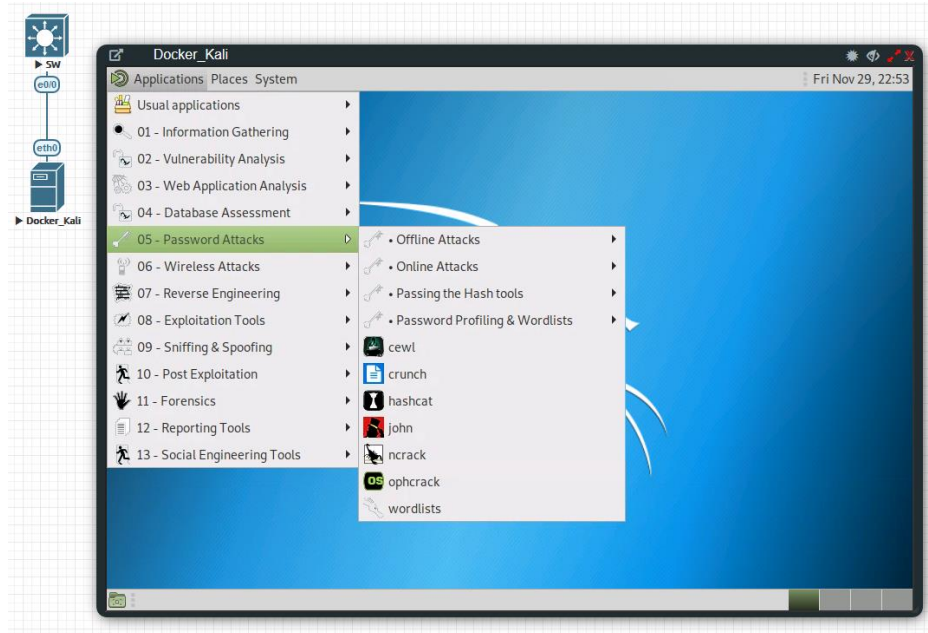 SW
e0/0
eth0
Docker_Kali
Docker_Kali
Applications Places System
Fri Nov 29, 22:53
Usual applications
01 - Information Gathering
02 - Vulnerability Analysis
03 - Web Application Analysis
04 - Database Assessment
05 - Password Attacks
06 - Wireless Attacks
07 - Reverse Engineering
08 - Exploitation Tools
09 - Sniffing & Spoofing
10 - Post Exploitation
11 - Forensics
12 - Reporting Tools
13 - Social Engineering Tools
• Offline Attacks
• Online Attacks
• Passing the Hash tools
• Password Profiling & Wordlists
cewl
crunch
hashcat
john
ncrack
OS
ophcrack
wordlists